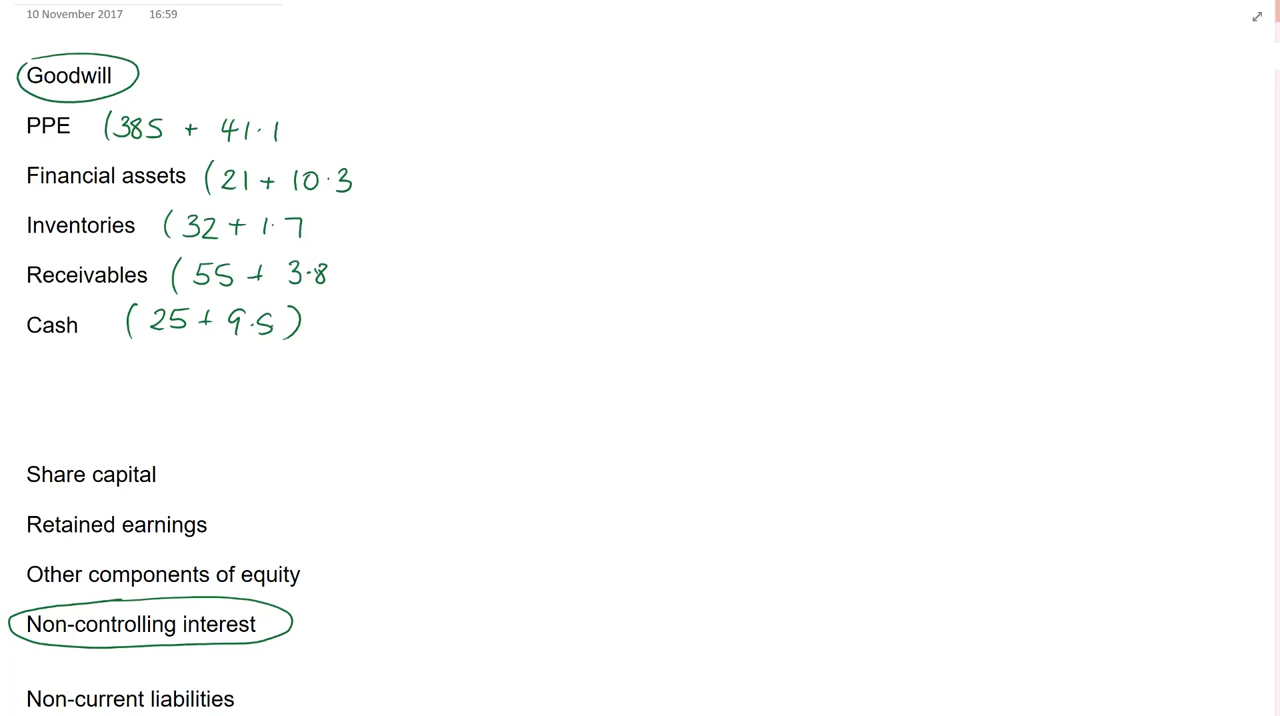 10 November 2017 16:59
Goodwill
PPE (385 + 41.1
Financial assets (21 + 10.3
Inventories (32 + 1.7
Receivables (55 + 3.8
Cash (25 + 9.5)
Share capital
Retained earnings
Other components of equity
Non-controlling interest
Non-current liabilities